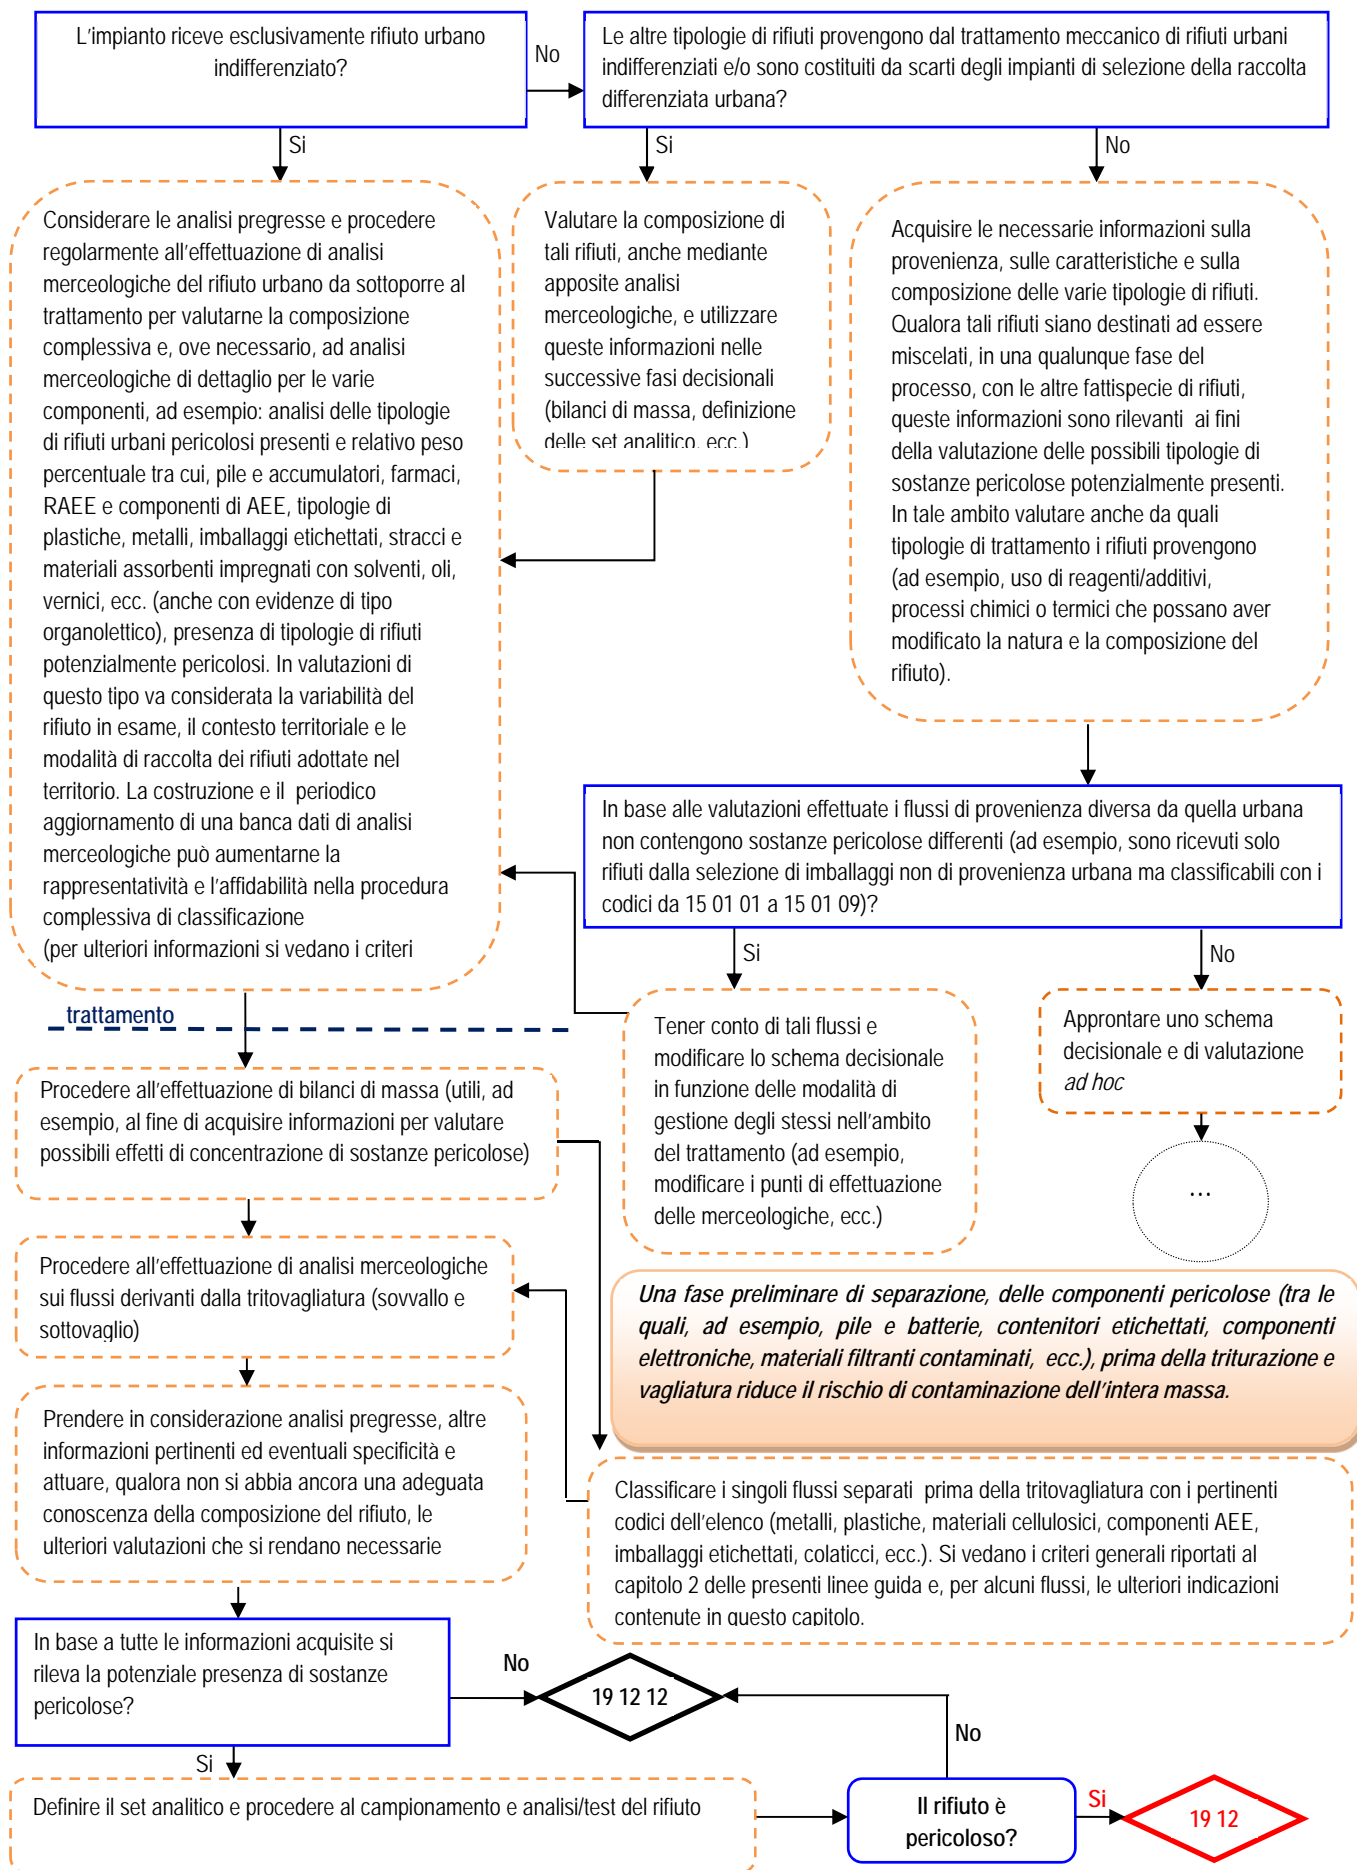 L'impianto riceve esclusivamente rifiuto urbano
indifferenziato?
No
Le altre tipologie di rifiuti provengono dal trattamento meccanico di rifiuti urbani
indifferenziati e/o sono costituiti da scarti degli impianti di selezione della raccolta
differenziata urbana?
Si
Si
No
Considerare le analisi pregresse e procedere
regolarmente all'effettuazione di analisi
merceologiche del rifiuto urbano da sottoporre al
trattamento per valutarne la composizione
complessiva e, ove necessario, ad analisi
merceologiche di dettaglio per le varie
componenti, ad esempio: analisi delle tipologie
di rifiuti urbani pericolosi presenti e relativo peso
percentuale tra cui, pile e accumulatori, farmaci,
RAEE e componenti di AEE, tipologie di
plastiche, metalli, imballaggi etichettati, stracci e
materiali assorbenti impregnati con solventi, oli,
vernici, ecc. (anche con evidenze di tipo
organolettico), presenza di tipologie di rifiuti
potenzialmente pericolosi. In valutazioni di
questo tipo va considerata la variabilità del
rifiuto in esame, il contesto territoriale e le
modalità di raccolta dei rifiuti adottate nel
territorio. La costruzione e il periodico
aggiornamento di una banca dati di analisi
merceologiche può aumentarne la
rappresentatività e l'affidabilità nella procedura
complessiva di classificazione
(per ulteriori informazioni si vedano i criteri
Valutare la composizione di
tali rifiuti, anche mediante
apposite analisi
merceologiche, e utilizzare
queste informazioni nelle
successive fasi decisionali
(bilanci di massa, definizione
delle set analitico, ecc.)
Acquisire le necessarie informazioni sulla
provenienza, sulle caratteristiche e sulla
composizione delle varie tipologie di rifiuti.
Qualora tali rifiuti siano destinati ad essere
miscelati, in una qualunque fase del
processo, con le altre fattispecie di rifiuti,
queste informazioni sono rilevanti ai fini
della valutazione delle possibili tipologie di
sostanze pericolose potenzialmente presenti.
In tale ambito valutare anche da quali
tipologie di trattamento i rifiuti provengono
(ad esempio, uso di reagenti/additivi,
processi chimici o termici che possano aver
modificato la natura e la composizione del
rifiuto).
In base alle valutazioni effettuate i flussi di provenienza diversa da quella urbana
non contengono sostanze pericolose differenti (ad esempio, sono ricevuti solo
rifiuti dalla selezione di imballaggi non di provenienza urbana ma classificabili con i
codici da 15 01 01 a 15 01 09)?
Si
No
trattamento
Tener conto di tali flussi e
modificare lo schema decisionale
in funzione delle modalità di
gestione degli stessi nell'ambito
del trattamento (ad esempio,
modificare i punti di effettuazione
delle merceologiche, ecc.)
Approntare uno schema
decisionale e di valutazione
ad hoc
...
Procedere all'effettuazione di bilanci di massa (utili, ad
esempio, al fine di acquisire informazioni per valutare
possibili effetti di concentrazione di sostanze pericolose)
Procedere all'effettuazione di analisi merceologiche
sui flussi derivanti dalla tritovagliatura (sovvallo e
sottovaglio)
Una fase preliminare di separazione, delle componenti pericolose (tra le
quali, ad esempio, pile e batterie, contenitori etichettati, componenti
elettroniche, materiali filtranti contaminati, ecc.), prima della triturazione e
vagliatura riduce il rischio di contaminazione dell'intera massa.
Prendere in considerazione analisi pregresse, altre
informazioni pertinenti ed eventuali specificità e
attuare, qualora non si abbia ancora una adeguata
conoscenza della composizione del rifiuto, le
ulteriori valutazioni che si rendano necessarie
Classificare i singoli flussi separati prima della tritovagliatura con i pertinenti
codici dell'elenco (metalli, plastiche, materiali cellulosici, componenti AEE,
imballaggi etichettati, colaticci, ecc.). Si vedano i criteri generali riportati al
capitolo 2 delle presenti linee guida e, per alcuni flussi, le ulteriori indicazioni
contenute in questo capitolo.
In base a tutte le informazioni acquisite si
rileva la potenziale presenza di sostanze
pericolose?
No
19 12 12
No
Si
Definire il set analitico e procedere al campionamento e analisi/test del rifiuto
Il rifiuto è
pericoloso?
Si
19 12